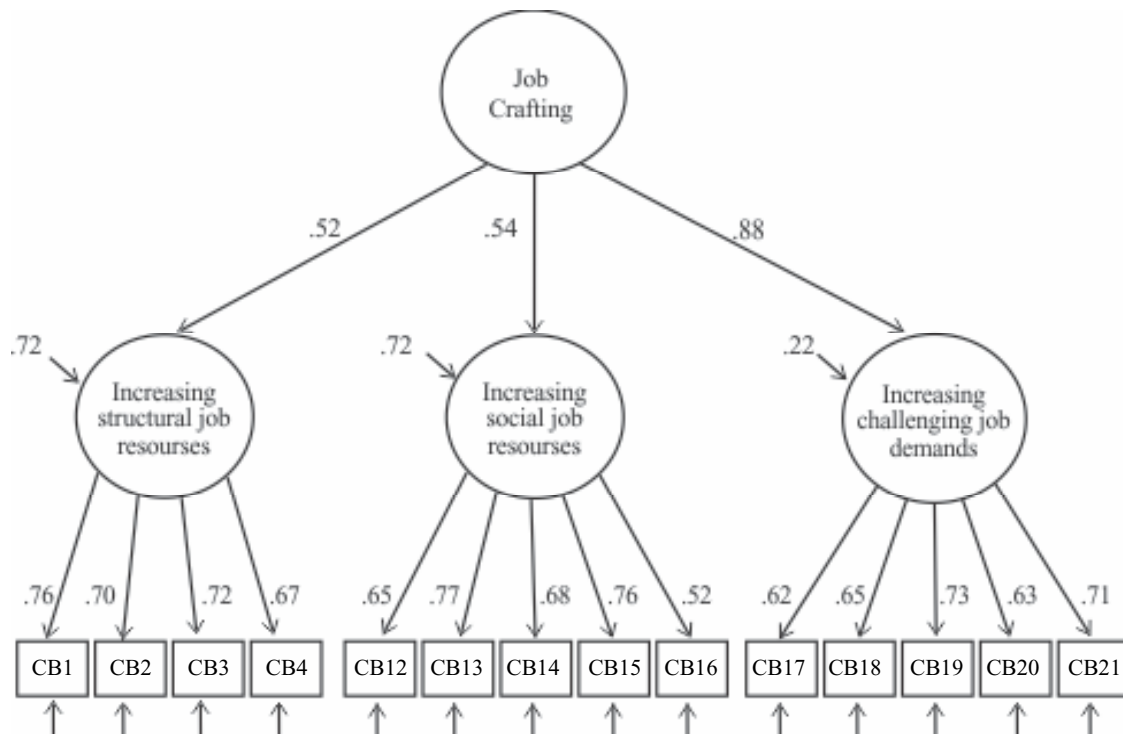 Job
Crafting
.52
.54
.88
.72
.72
.22
Increasing
structural job
resourses
Increasing
social job
resourses
Increasing
challenging job
demands
.76 .70 .72 .67 .65 .77 .68 .76 .52 .62 .65 .73 .63 .71
CB1 CB2 CB3 CB4 CB12 CB13 CB14 CB15 CB16 CB17 CB18 CB19 CB20 CB21